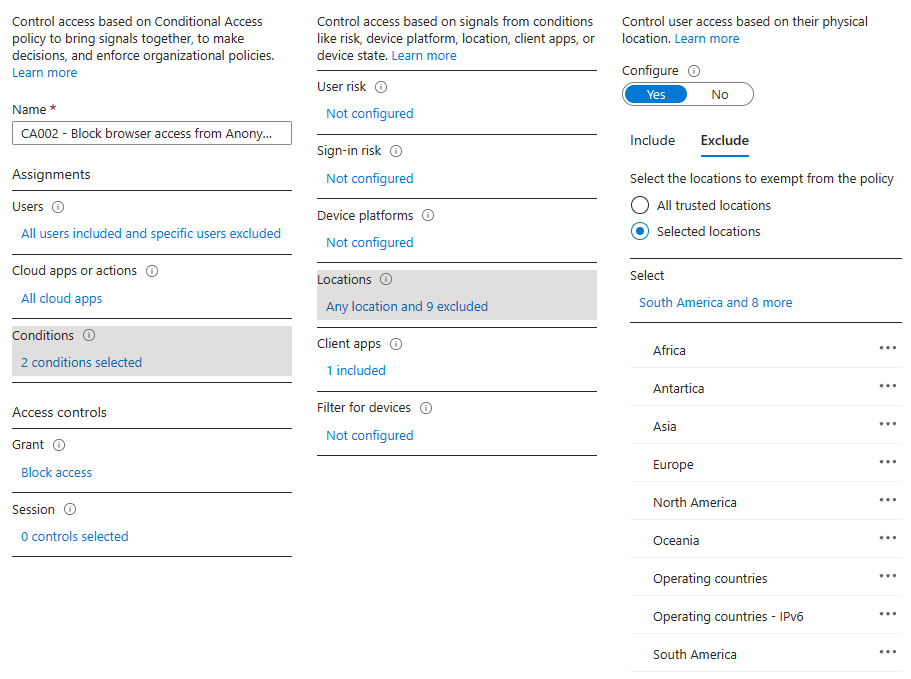 Control access based on Conditional Access
policy to bring signals together, to make
decisions, and enforce organizational policies.
Learn more
Name *
CA002 - Block browser access from Anony...
Assignments
Users
All users included and specific users excluded
Cloud apps or actions
All cloud apps
Conditions
2 conditions selected
Access controls
Grant
Block access
Session
0 controls selected
Control access based on signals from conditions
like risk, device platform, location, client apps, or
device state. Learn more
User risk
Not configured
Sign-in risk
Not configured
Device platforms
Not configured
Locations
Any location and 9 excluded
Client apps
1 included
Filter for devices
Not configured
Control user access based on their physical
location. Learn more
Configure
Yes No
Include Exclude
Select the locations to exempt from the policy
All trusted locations
Selected locations
Select
South America and 8 more
Africa
Antartica
Asia
Europe
North America
Oceania
Operating countries
Operating countries - IPv6
South America